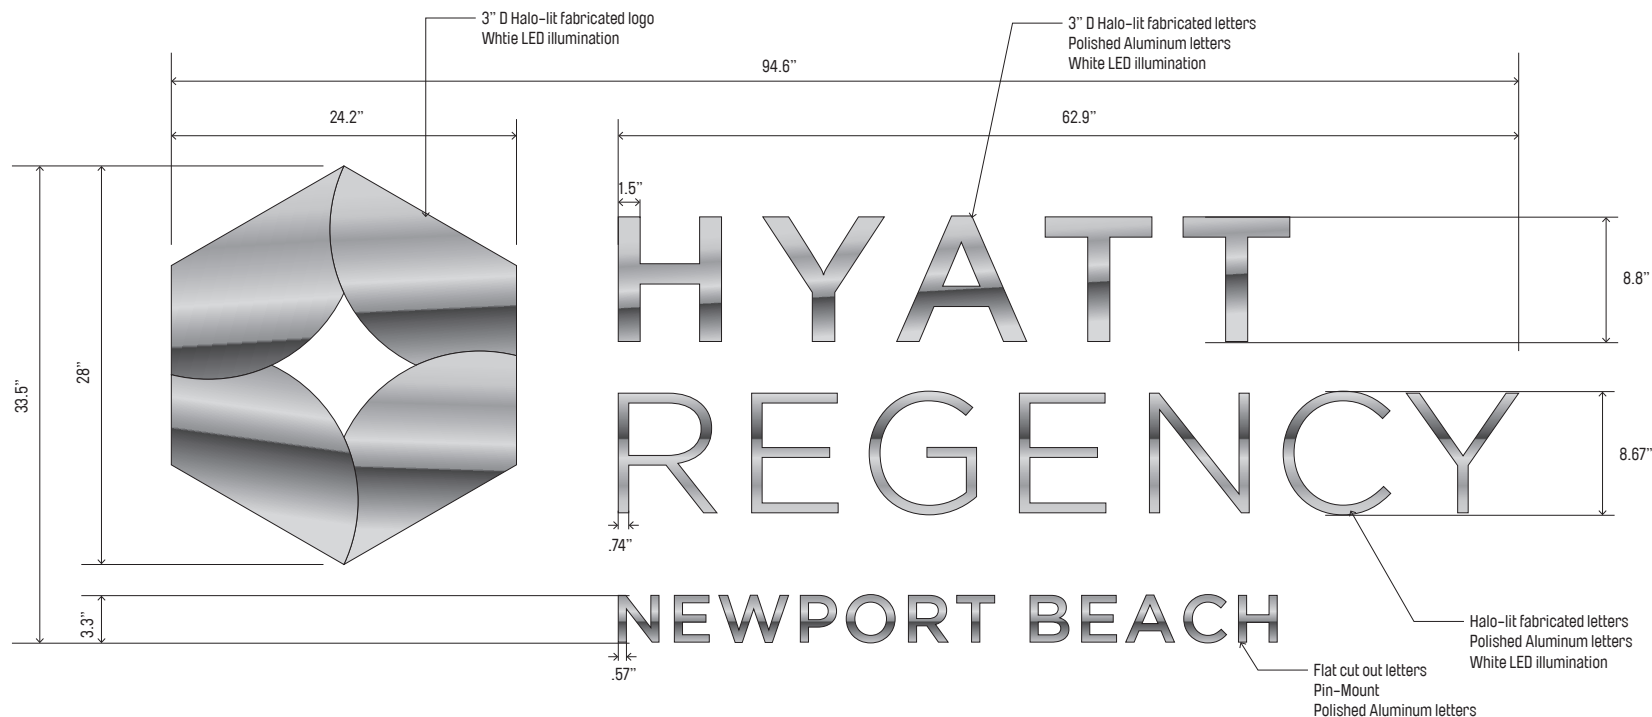 3” D Halo-lit fabricated logo
Whtie LED illumination
3” D Halo-lit fabricated letters
Polished Aluminum letters
White LED illumination
94.6”
24.2”
62.9”
1.5”
HYATT
8.8”
33.5”
28”
REGENCY
8.67”
.74”
3.3”
NEWPORT BEACH
.57”
Halo-lit fabricated letters
Polished Aluminum letters
White LED illumination
Flat cut out letters
Pin-Mount
Polished Aluminum letters